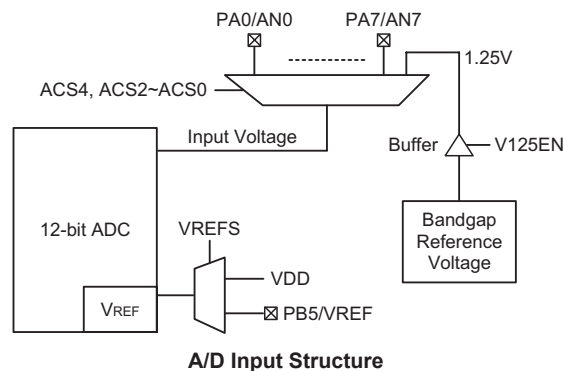 PA0/AN0 PA7/AN7
1.25V
ACS4, ACS2~ACS0
Input Voltage
Buffer
V125EN
12-bit ADC
VREFS
Bandgap
Reference
Voltage
VDD
VREF
PB5/VREF
A/D Input Structure